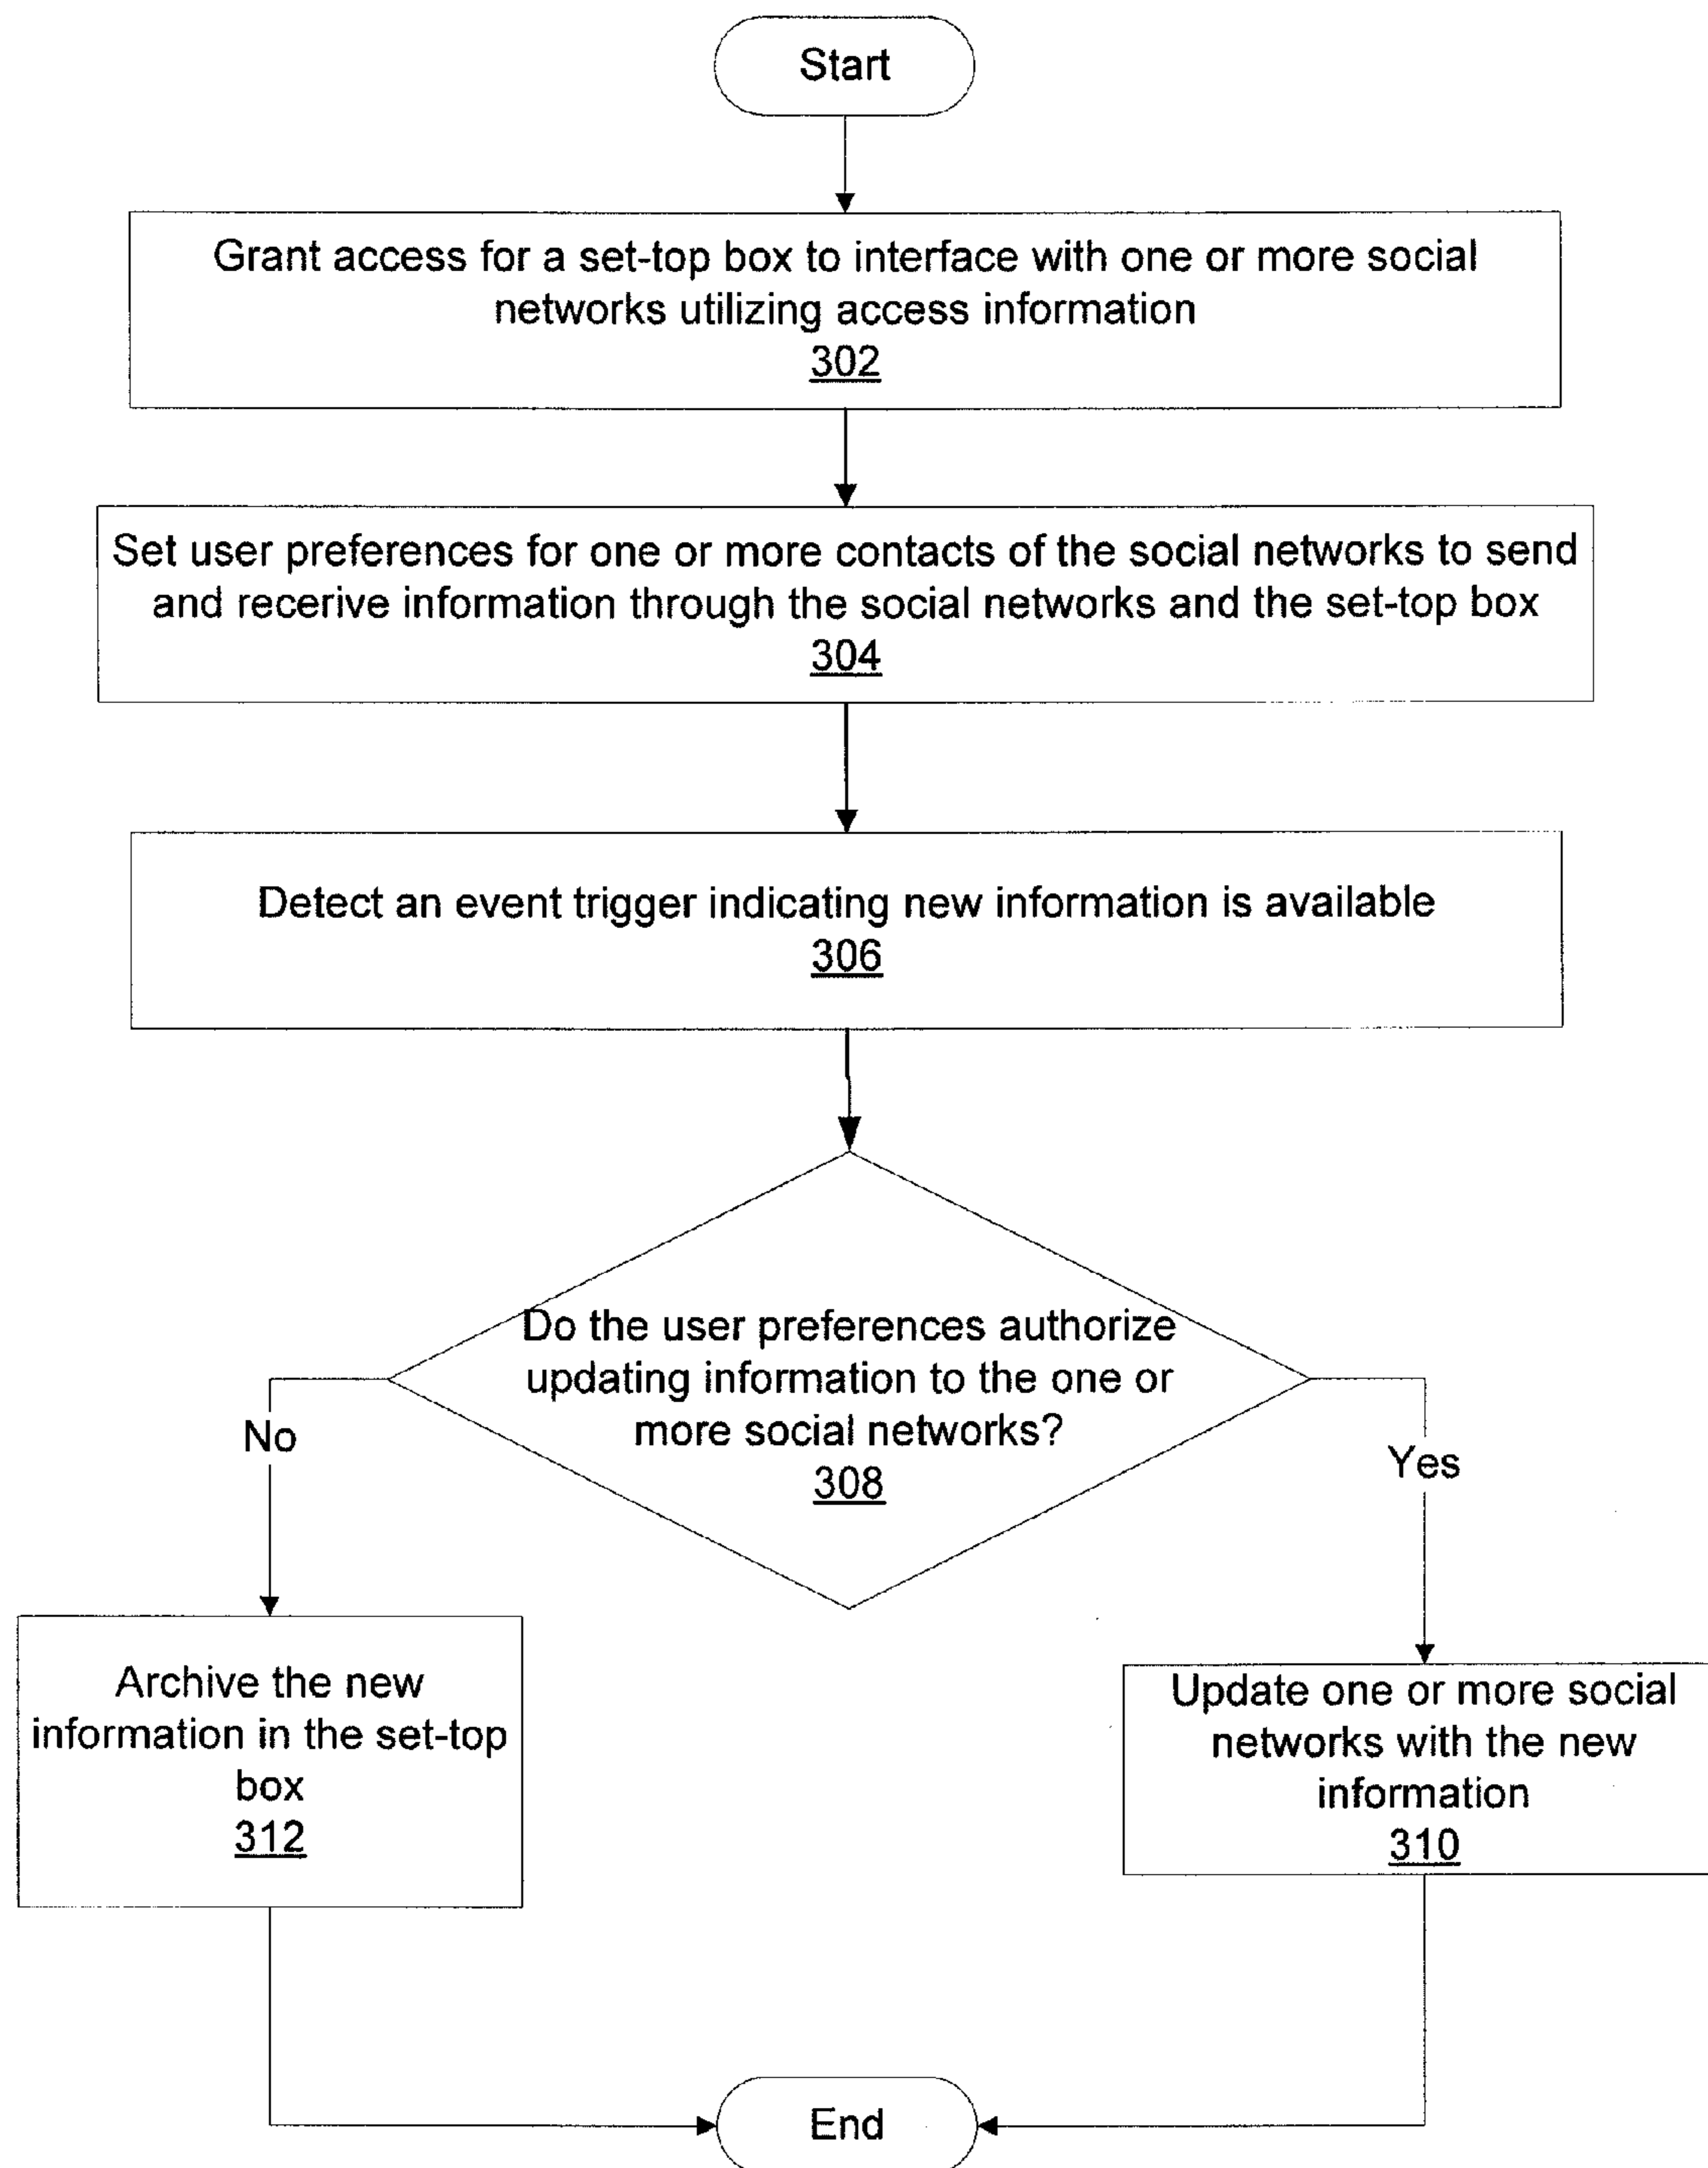 Start
Grant access for a set-top box to interface with one or more social
networks utilizing access information
302
Set user preferences for one or more contacts of the social networks to send
and recerive information through the social networks and the set-top box
304
Detect an event trigger indicating new information is available
306
Do the user preferences authorize
updating information to the one or
more social networks?
308
No
Yes
Archive the new
information in the set-top
box
312
Update one or more social
networks with the new
information
310
End